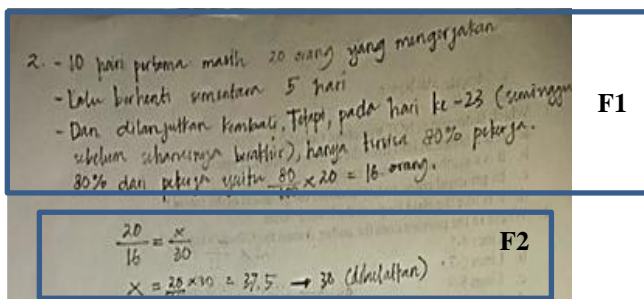 2. - 10 hari pertama masih 20 orang yang mengerjakan
- Lalu berhenti sementara 5 hari
- Dan dilanjutkan kembali. Tetapi, pada hari ke-23 (seminggu
sebelum seharusnya berakhir), hanya tersisa 80% pekerja.
80% dari pekerja yaitu 80/100 x 20 = 16 orang.
F1
20/16 = x/30
x = 20/16 x 30 = 37.5 → 38 (dibulatkan)
F2